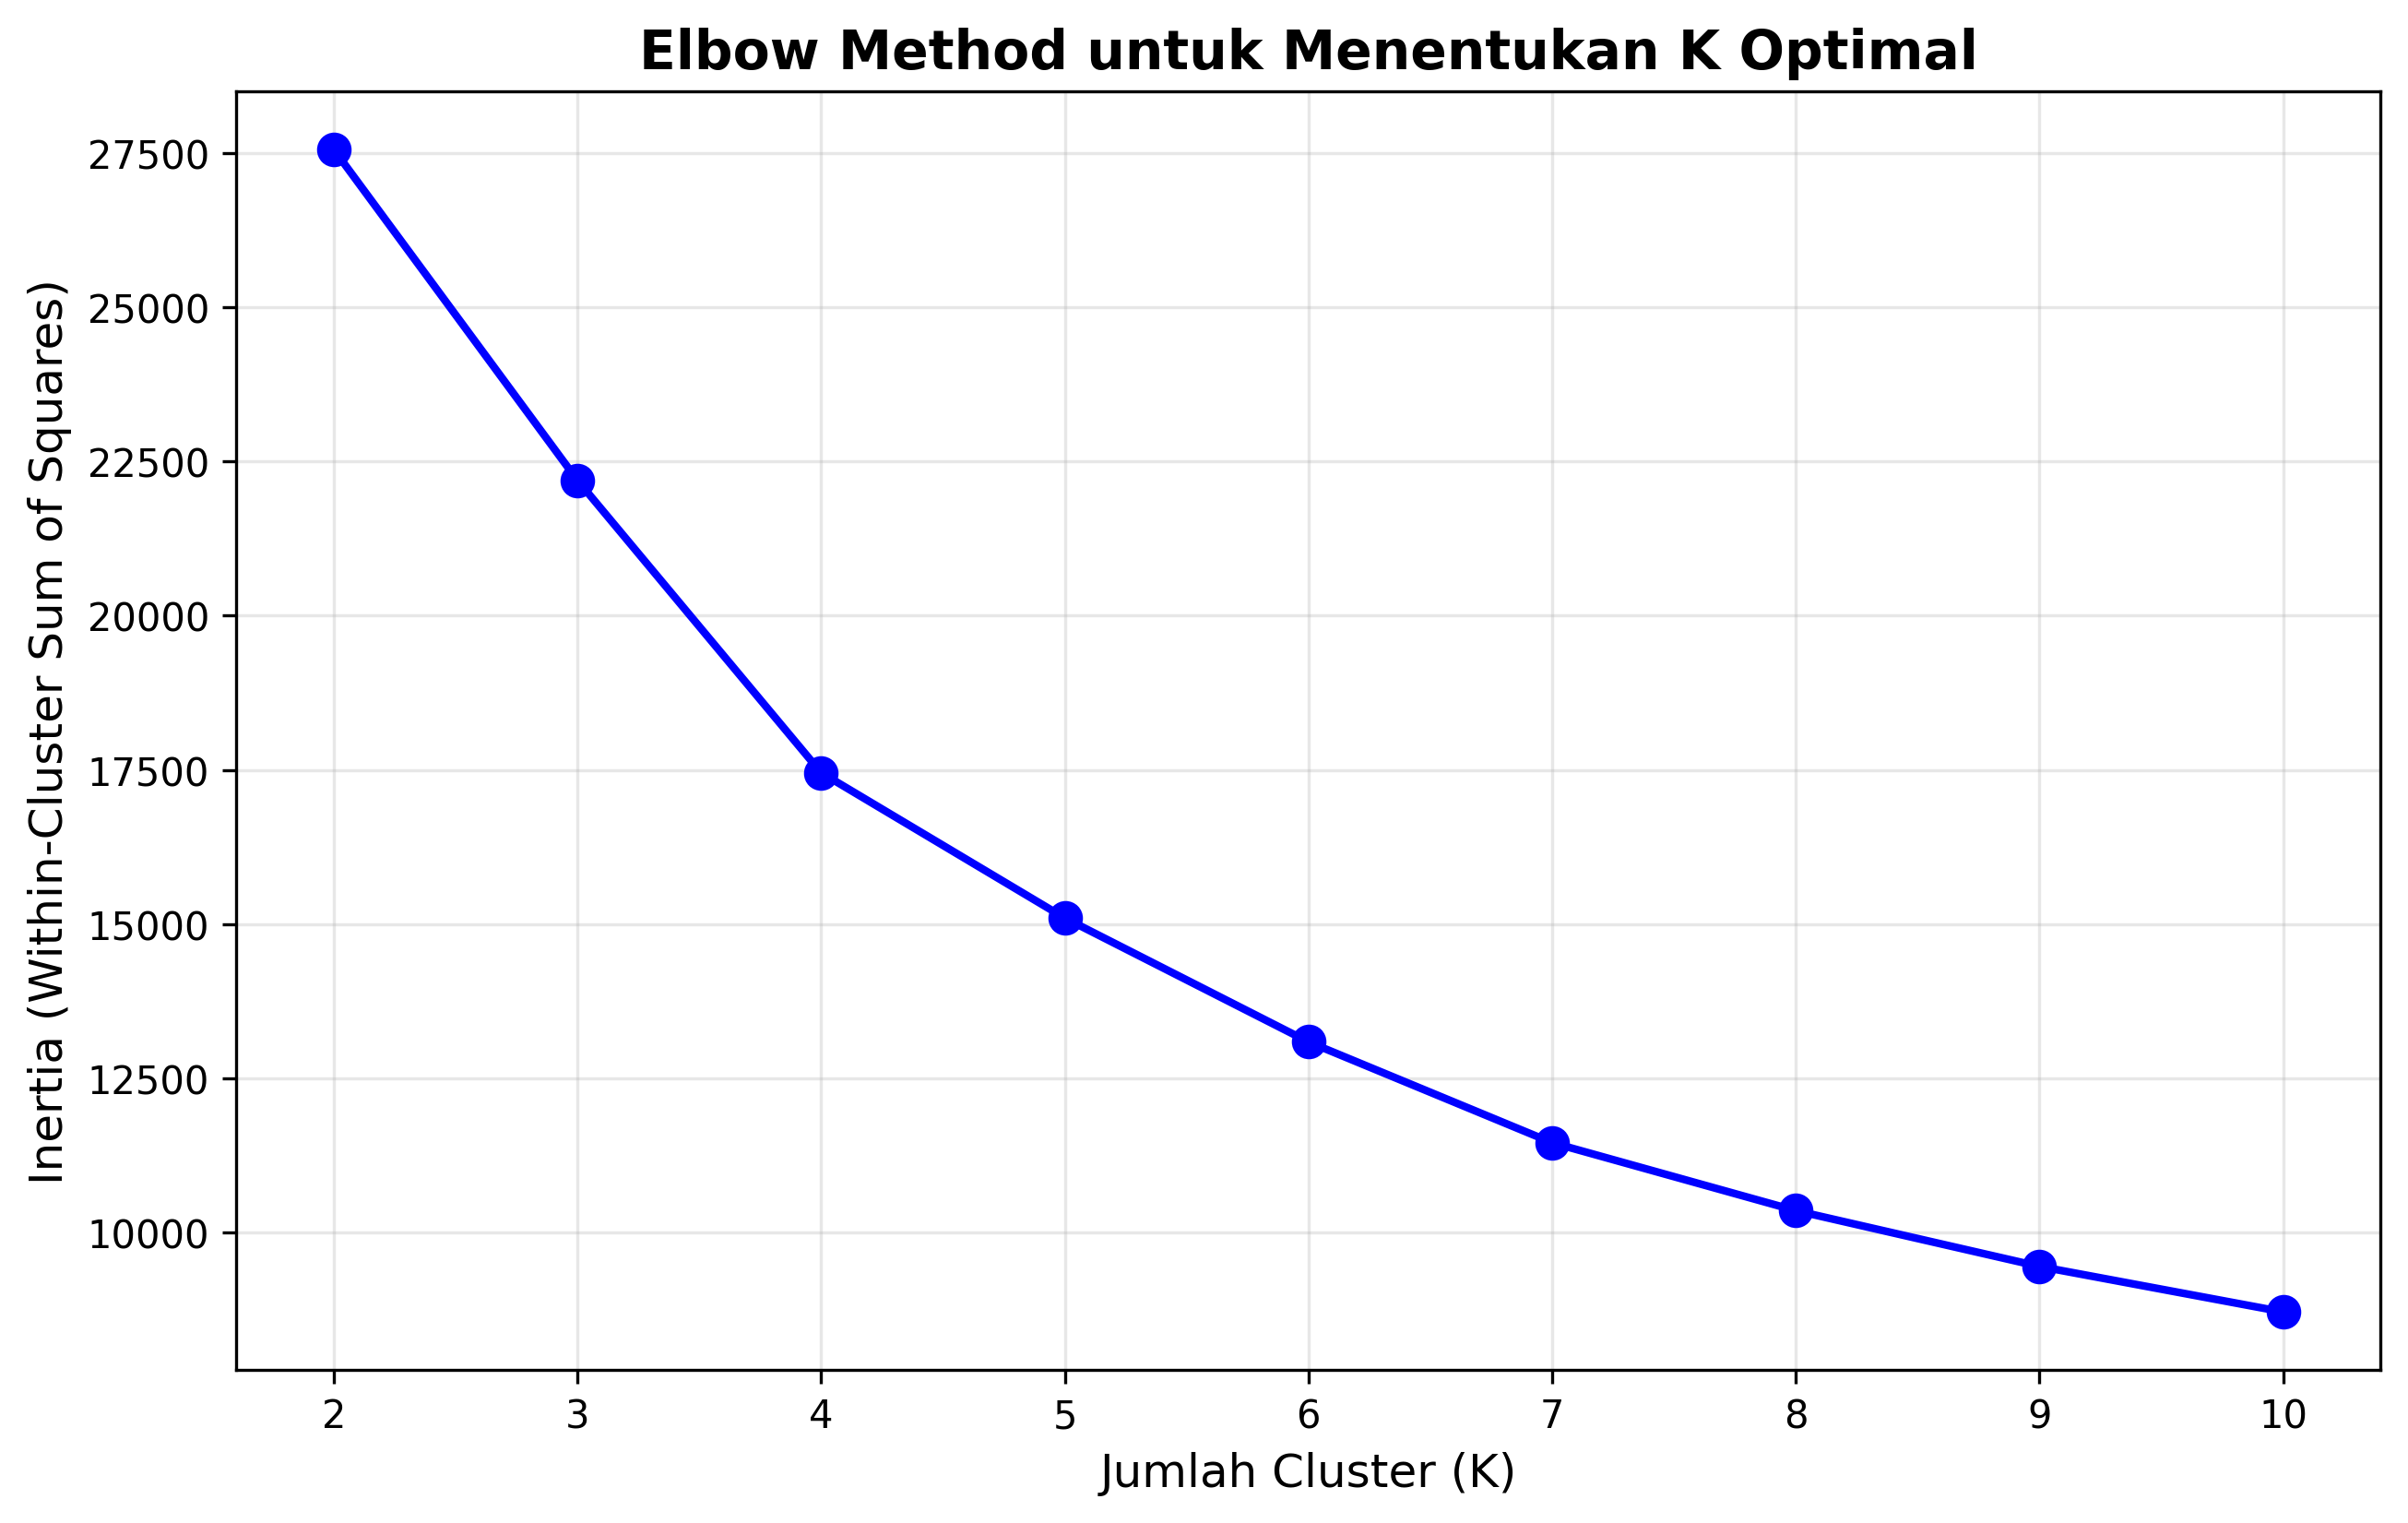 Elbow Method untuk Menentukan K Optimal
Inertia (Within-Cluster Sum of Squares)
27500
25000
22500
20000
17500
15000
12500
10000
2 3 4 5 6 7 8 9 10
Jumlah Cluster (K)